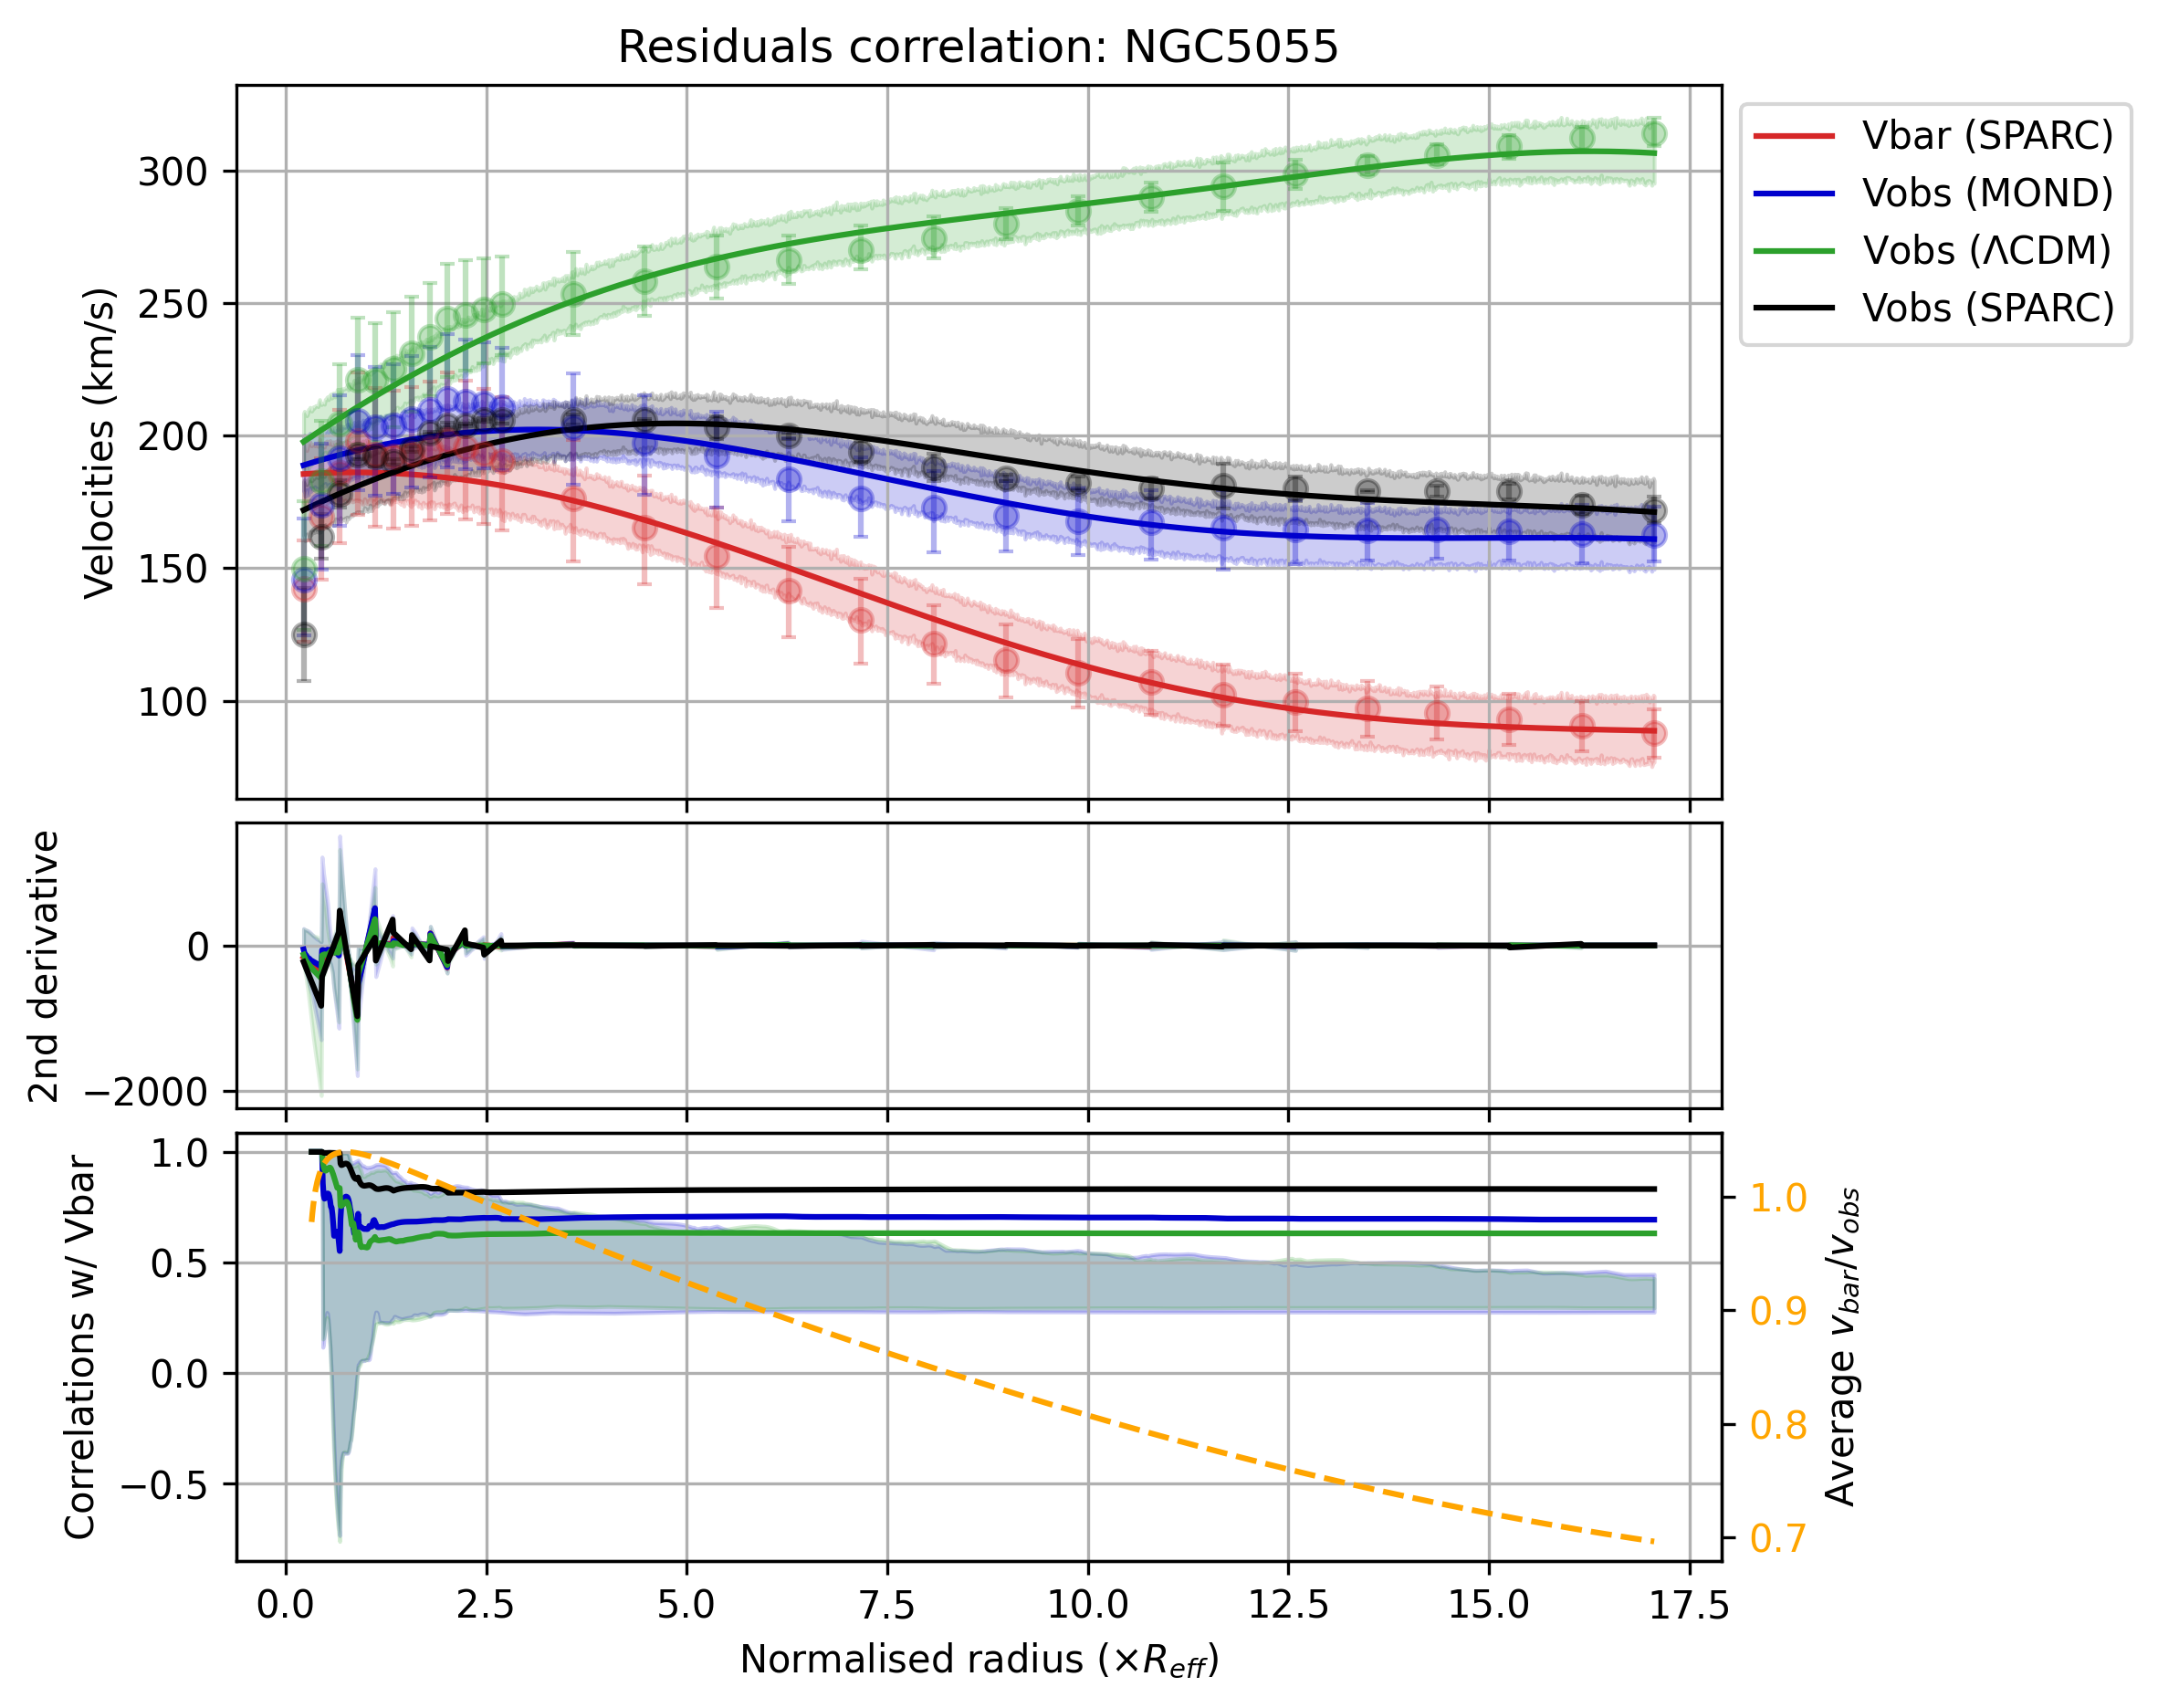 Residuals correlation: NGC5055
Vbar (SPARC)
Vobs (MOND)
Vobs (ΛCDM)
Vobs (SPARC)
Velocities (km/s)
300
250
200
150
100
2nd derivative
0
−2000
Correlations w/ Vbar
1.0
0.5
0.0
−0.5
1.0
0.9
0.8
0.7
Average v_bar/v_obs
0.0 2.5 5.0 7.5 10.0 12.5 15.0 17.5
Normalised radius (×R_eff)